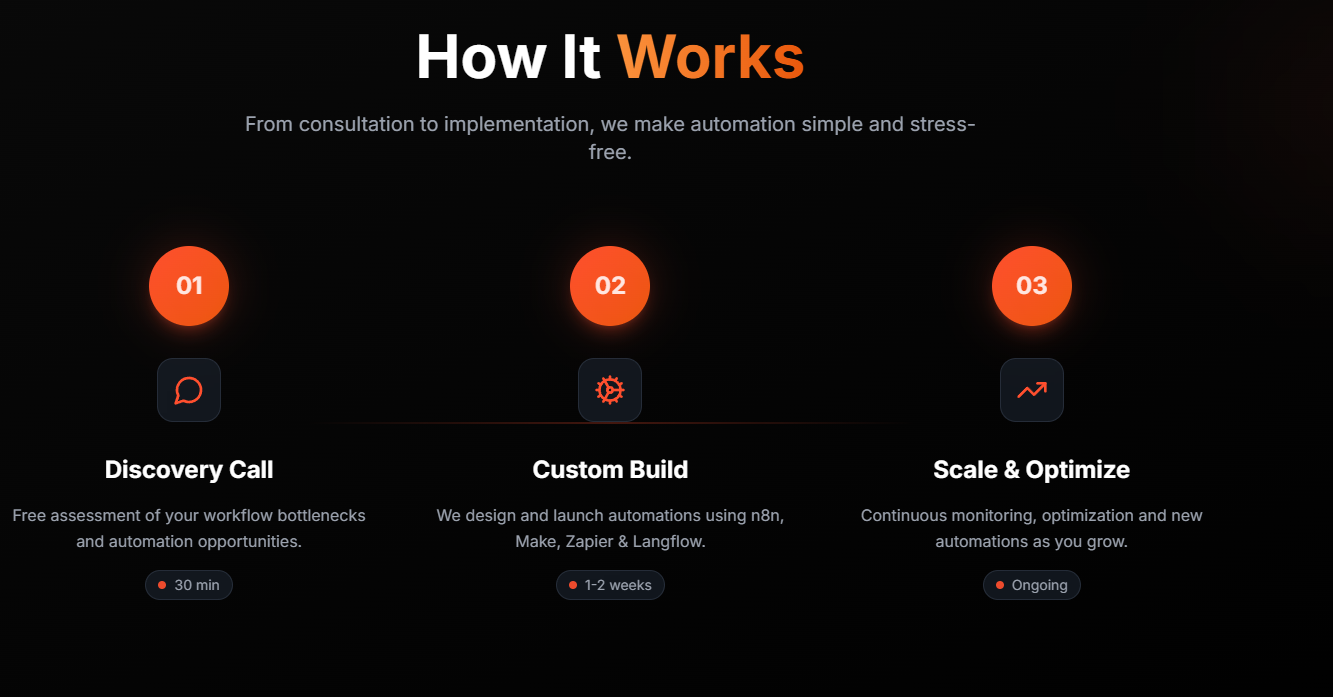 How It Works
From consultation to implementation, we make automation simple and stress-
free.
01
02
03
Discovery Call
Custom Build
Scale & Optimize
Free assessment of your workflow bottlenecks
and automation opportunities.
We design and launch automations using n8n,
Make, Zapier & Langflow.
Continuous monitoring, optimization and new
automations as you grow.
30 min
1-2 weeks
Ongoing